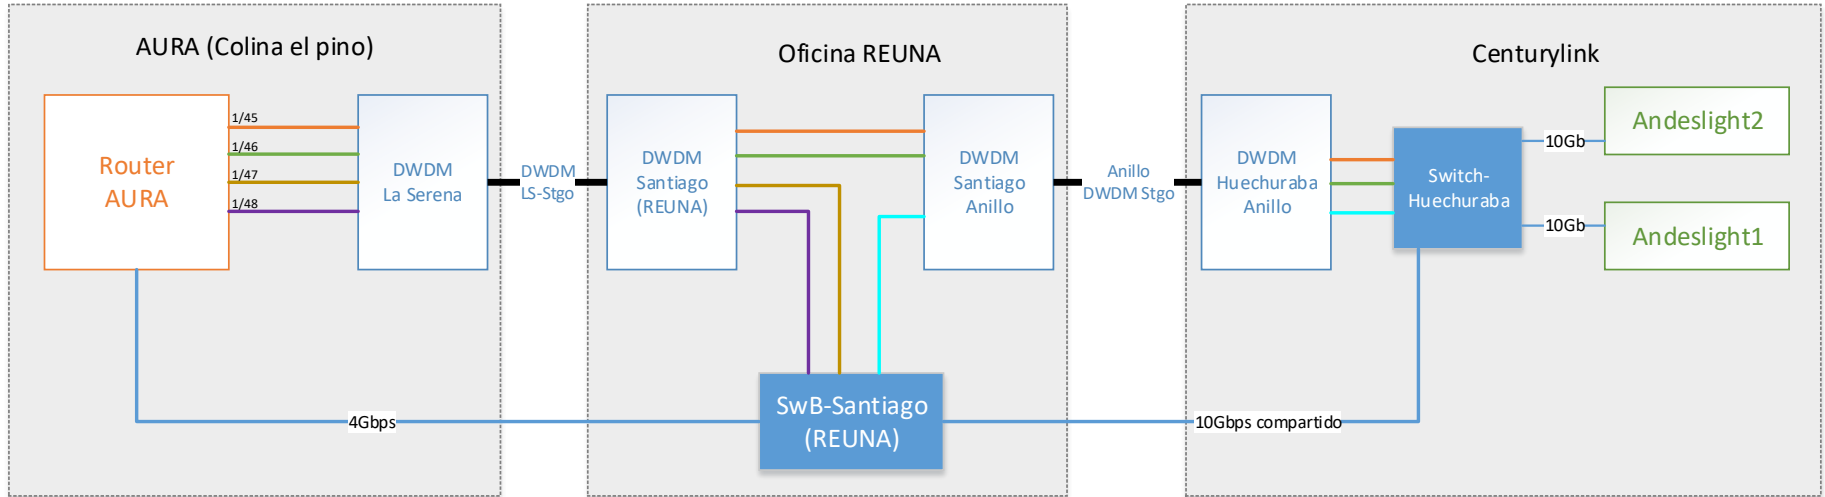 AURA (Colina el pino)
Router
AURA
1/45
1/46
1/47
1/48
DWDM
La Serena
DWDM
LS-Stgo
Oficina REUNA
DWDM
Santiago
(REUNA)
DWDM
Santiago
Anillo
Anillo
DWDM Stgo
Centurylink
DWDM
Huechuraba
Anillo
Switch-
Huechuraba
10Gb
Andeslight2
10Gb
Andeslight1
4Gbps
SwB-Santiago
(REUNA)
10Gbps compartido